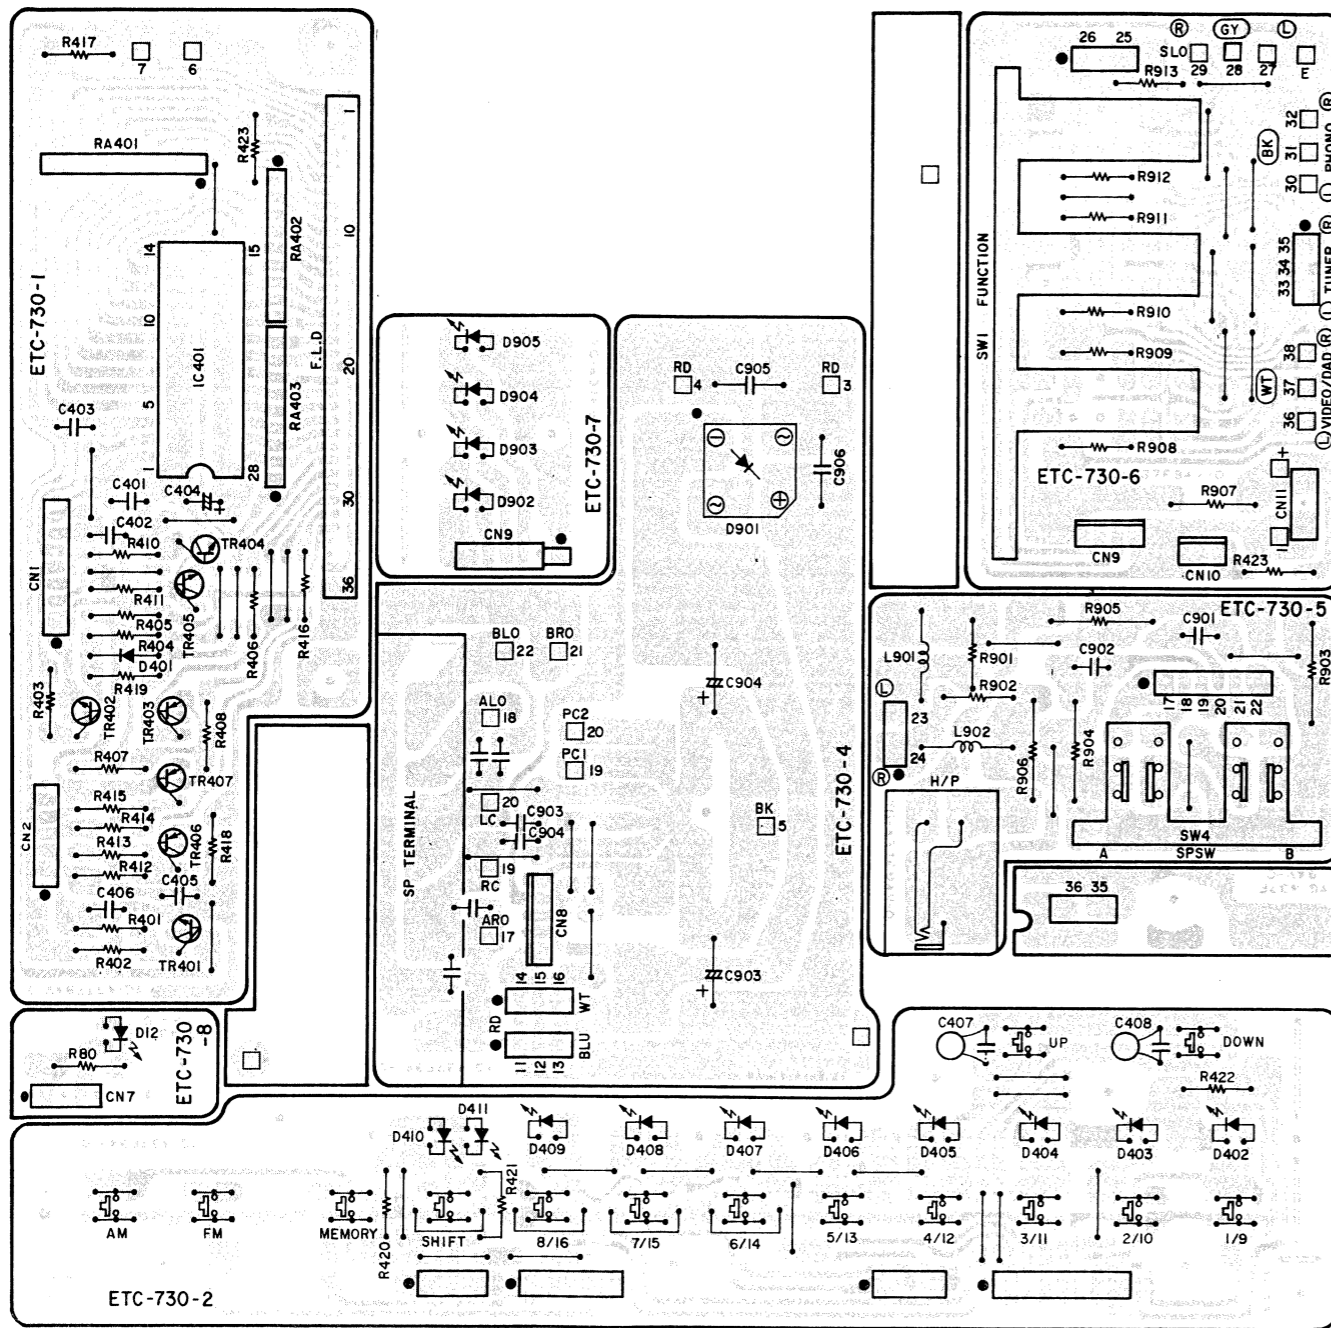 R417
7
6
RA401
R423
1
10
20
30
36
F.L.D
RA402
RA403
14
15
10
5
1
28
IC401
ETC-730-1
C403
C401
C404
+
C402
R410
TR404
CN1
R411
R405
TR405
R404
D401
R406
R416
R403
R419
TR402
TR403
R408
R407
TR407
CN2
R415
R414
R413
TR406
R418
R412
C406
C405
R401
R402
TR401
D12
R80
CN7
ETC-730
-8
D905
D904
D903
D902
CN9
ETC-730-7
RD
4
C905
RD
3
C906
D901
BLO
22
BRO
21
ALO
18
PC2
20
PC1
19
C904
+
20
LC
C903
C904
19
RC
ARO
17
CN8
BK
5
SP TERMINAL
ETC-730-4
14
15
16
WT
RD
11
12
13
BLU
C903
+
26 25
R
GY
L
SLO
29
28
27
E
R913
32
31
30
BK
R
PHONO
L
R912
R911
SW1 FUNCTION
R
33 34 35
TUNER
L
R910
R909
38
37
36
WT
R
VIDEO/DAD
L
R908
ETC-730-6
R907
+
CN11
CN9
CN10
R423
ETC-730-5
R905
C901
L901
R901
C902
R903
R902
L
23
24
R
L902
17
18
19
20
21
22
R906
R904
H/P
SW4
A
SPSW
B
36 35
C407
UP
C408
DOWN
R422
D410
D411
D409
D408
D407
D406
D405
D404
D403
D402
R421
R420
AM
FM
MEMORY
SHIFT
8/16
7/15
6/14
5/13
4/12
3/11
2/10
1/9
ETC-730-2